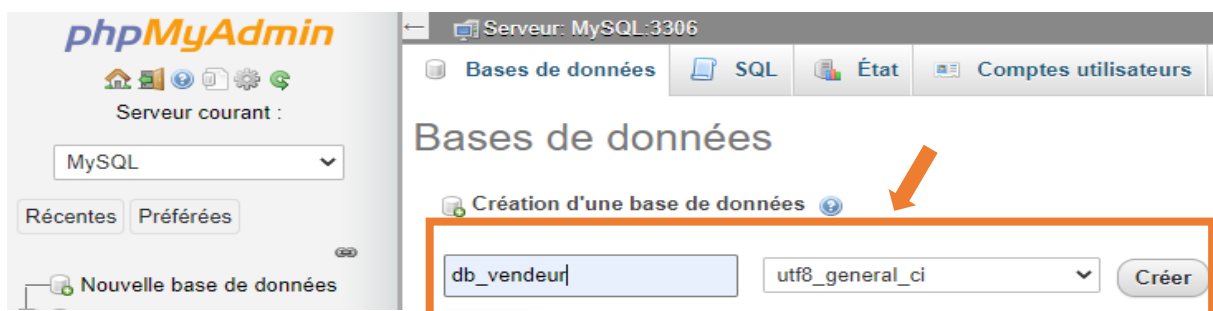 phpMyAdmin
Serveur courant :
MySQL
Récentes Préférées
Nouvelle base de données
Serveur: MySQL:3306
Bases de données SQL État Comptes utilisateurs
Bases de données
Création d'une base de données
db_vendeur utf8_general_ci Créer